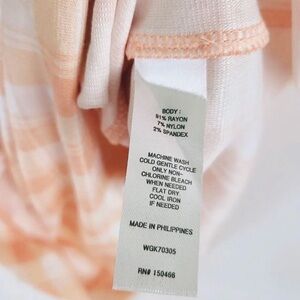 BODY :
91% RAYON
7% NYLON
2% SPANDEX
MACHINE WASH
COLD GENTLE CYCLE
ONLY NON-
CHLORINE BLEACH
WHEN NEEDED
FLAT DRY
COOL IRON
IF NEEDED
MADE IN PHILIPPINES
WGK70305
RN# 150466